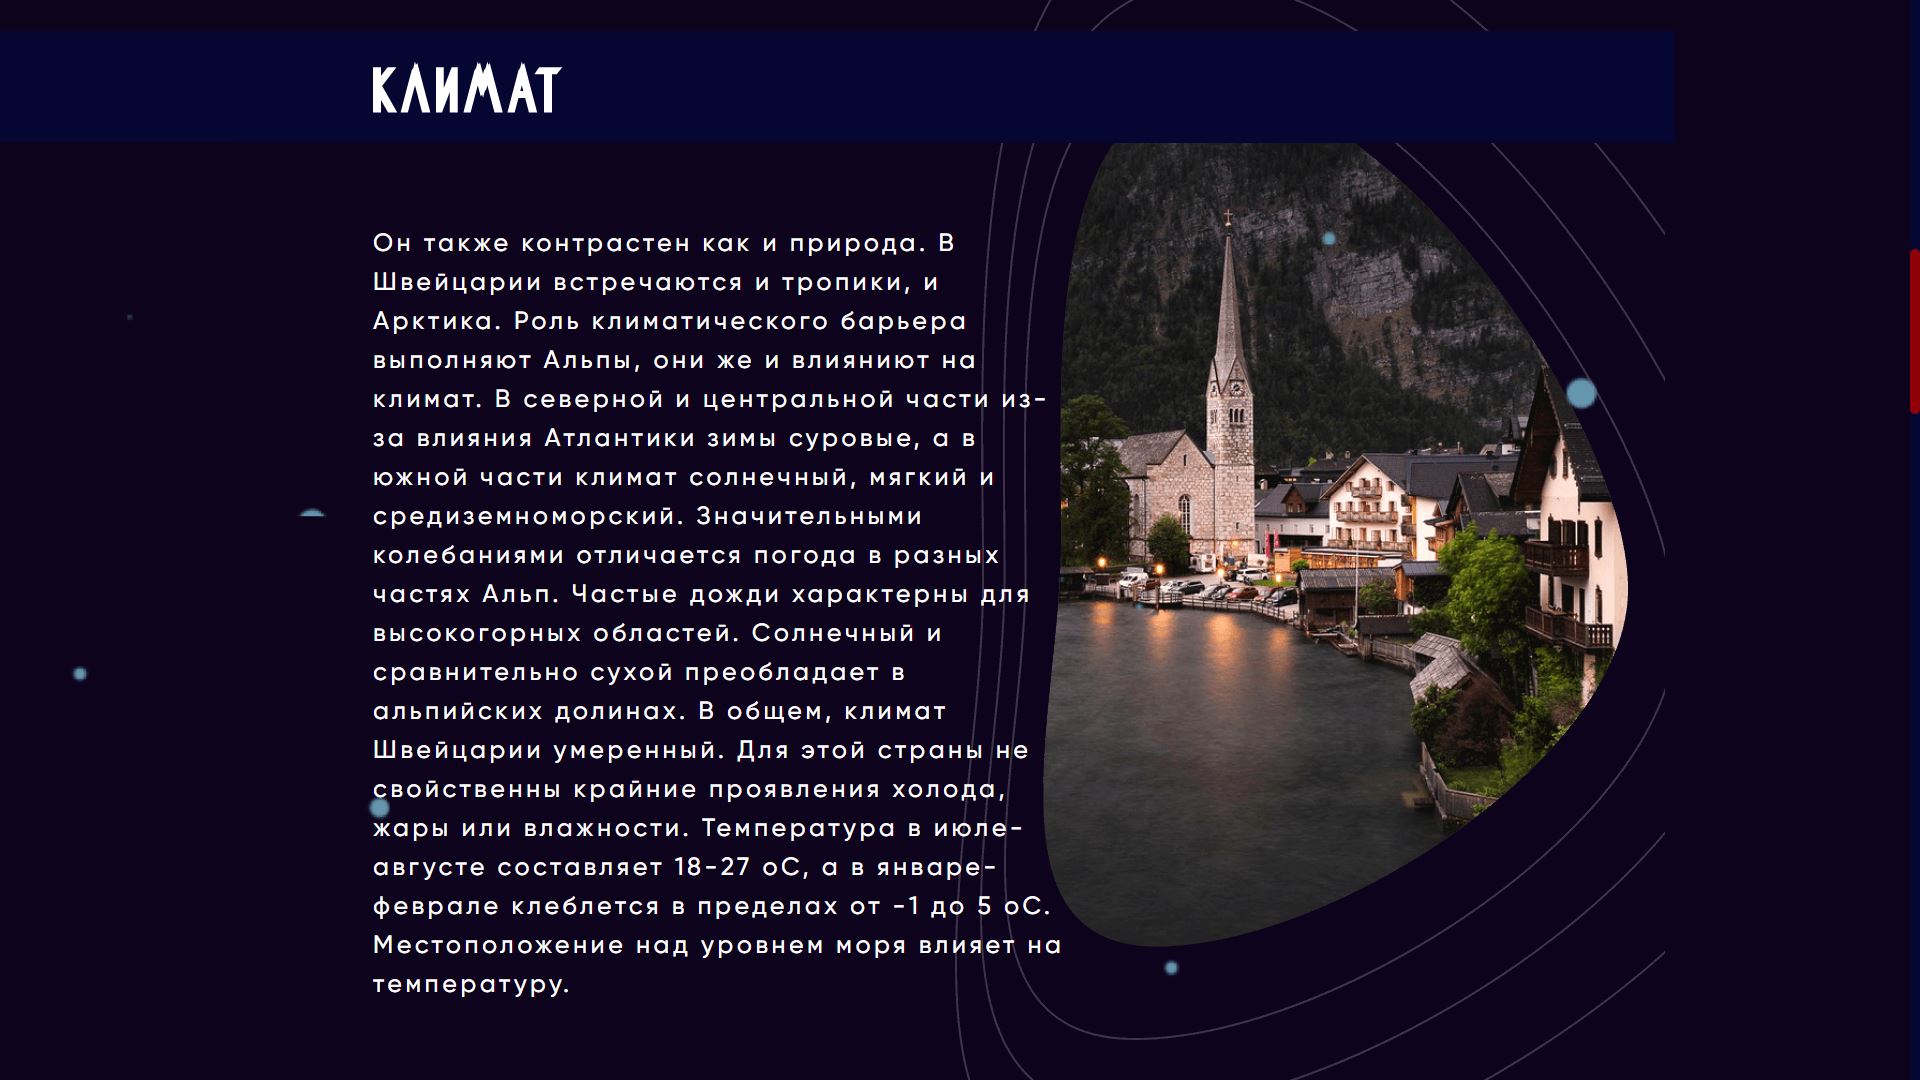 КЛИМАТ
Он также контрастен как и природа. В
Швейцарии встречаются и тропики, и
Арктика. Роль климатического барьера
выполняют Альпы, они же и влияниют на
климат. В северной и центральной части из-
за влияния Атлантики зимы суровые, а в
южной части климат солнечный, мягкий и
средиземноморский. Значительными
колебаниями отличается погода в разных
частях Альп. Частые дожди характерны для
высокогорных областей. Солнечный и
сравнительно сухой преобладает в
альпийских долинах. В общем, климат
Швейцарии умеренный. Для этой страны не
свойственны крайние проявления холода,
жары или влажности. Температура в июле-
августе составляет 18-27 оС, а в январе-
феврале клеблется в пределах от -1 до 5 оС.
Местоположение над уровнем моря влияет на
температуру.